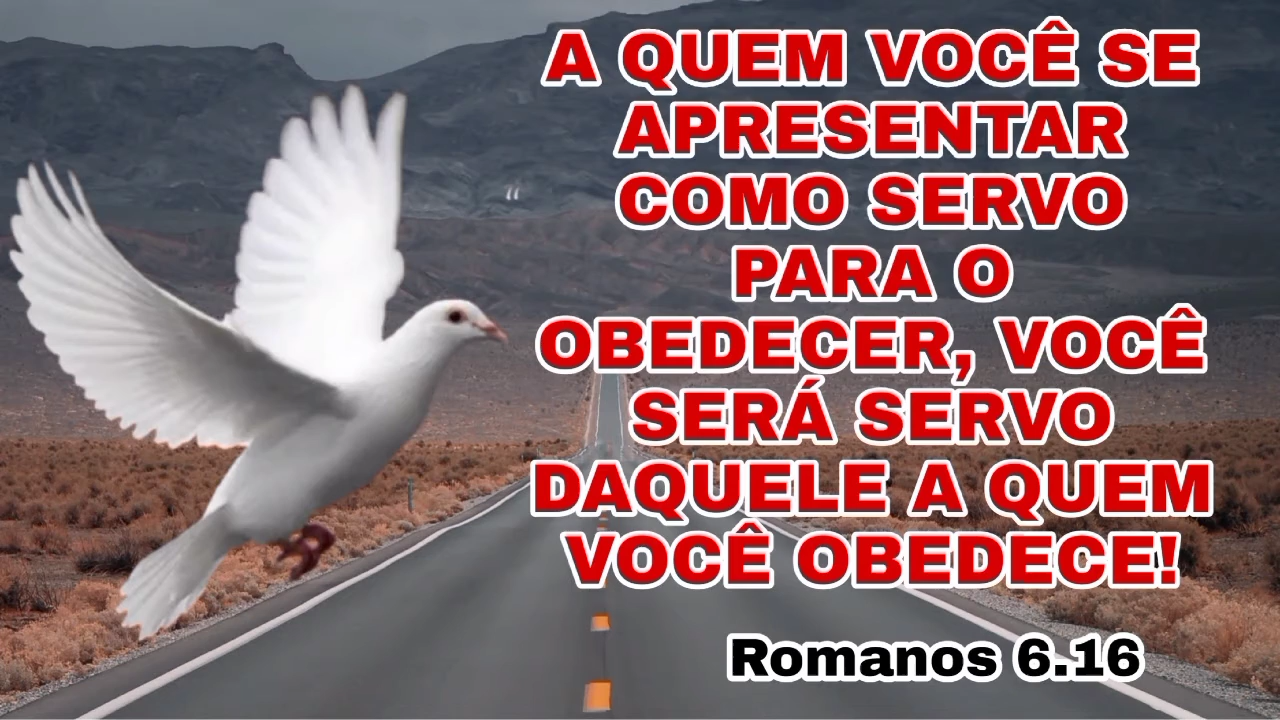 A QUEM VOCÊ SE
APRESENTAR
COMO SERVO
PARA O
OBEDECER, VOCÊ
SERÁ SERVO
DAQUELE A QUEM
VOCÊ OBEDECE!
Romanos 6.16